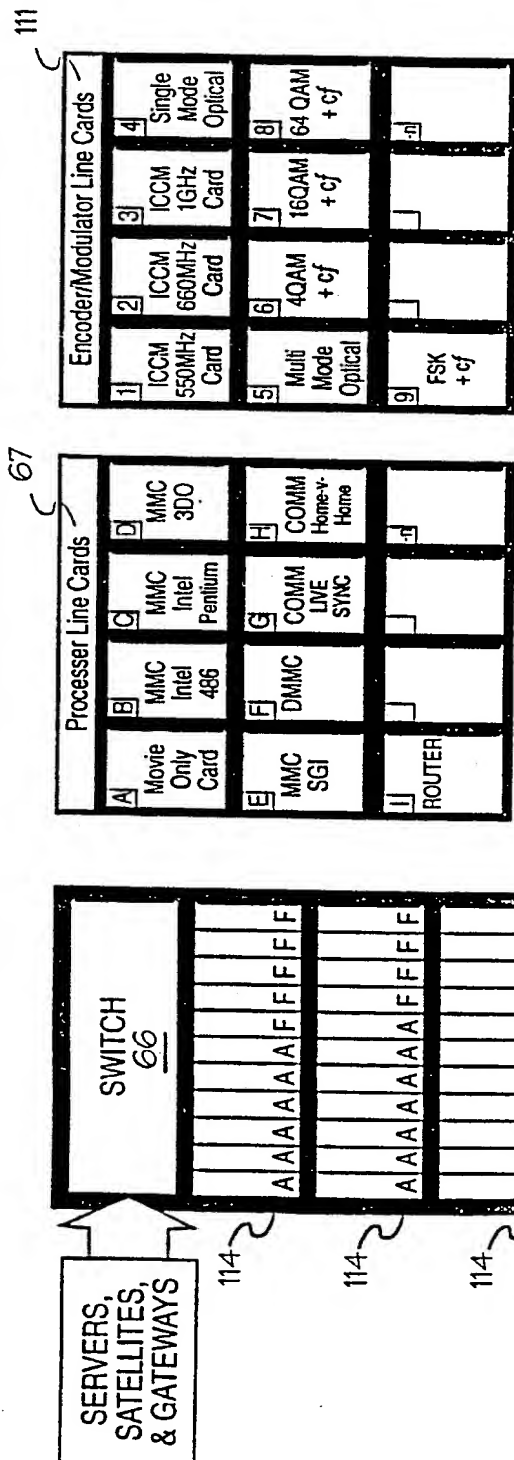 SERVERS,
SATELLITES,
& GATEWAYS
SWITCH
66
114
A A A A A A F F F F F
114
A A A A A A A F F F F
114
67
Processer Line Cards
A
Movie
Only
Card
B
MMC
Intel
486
C
MMC
Intel
Pentium
D
MMC
3DO
E
MMC
SGI
F
DMMC
G
COMM
LIVE
SYNC
H
COMM
Home-v-
Home
I
ROUTER
-n
111
Encoder/Modulator Line Cards
1
ICCM
550MHz
Card
2
ICCM
660MHz
Card
3
ICCM
1GHz
Card
4
Single
Mode
Optical
5
Multi
Mode
Optical
6
4QAM
+ cf
7
16QAM
+ cf
8
64 QAM
+ cf
9
FSK
+ cf
-n